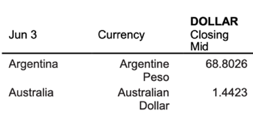 DOLLAR
Jun 3 Currency Closing
Mid
Argentina Argentine 68.8026
Peso
Australia Australian 1.4423
Dollar